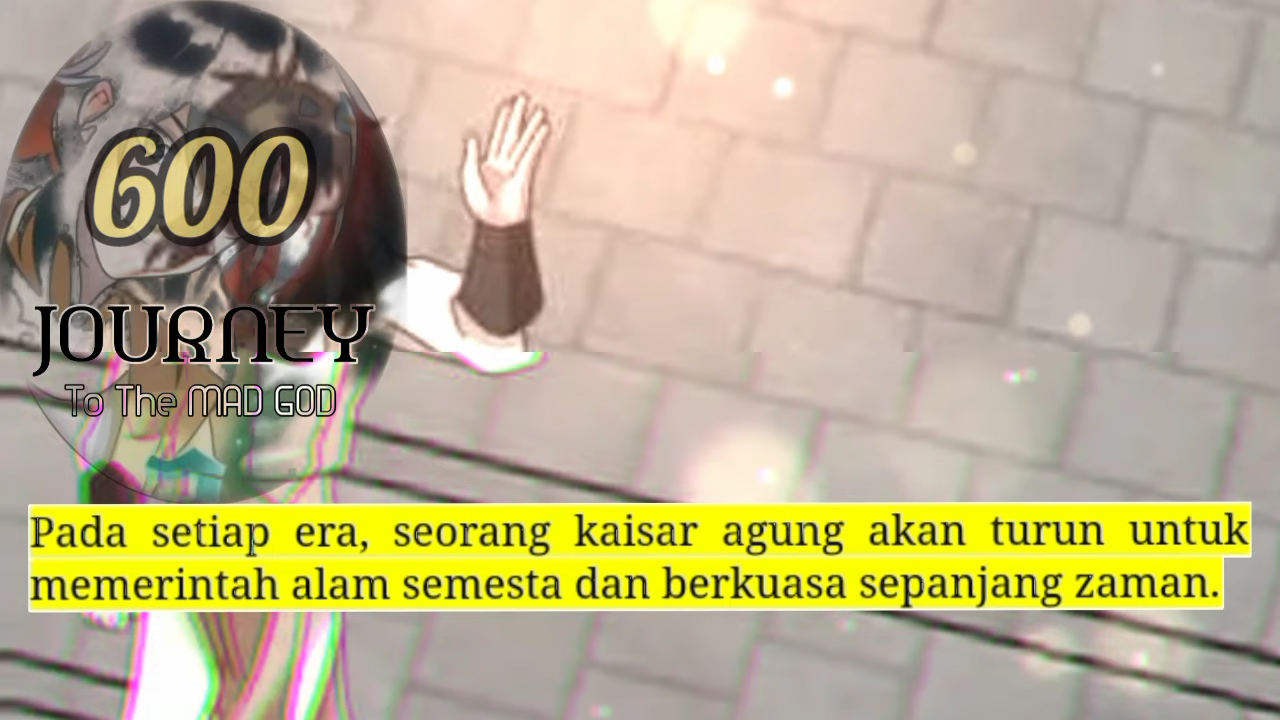 600
JOURNEY
To The MAD GOD
Pada setiap era, seorang kaisar agung akan turun untuk
memerintah alam semesta dan berkuasa sepanjang zaman.